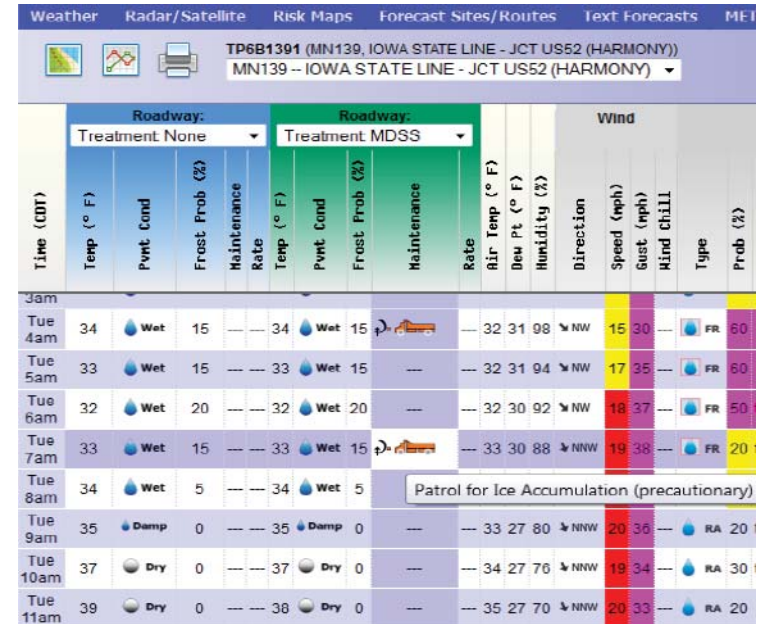 Weather Radar/Satellite Risk Maps Forecast Sites/Routes Text Forecasts MET
TP6B1391 (MN139, IOWA STATE LINE - JCT US52 (HARMONY))
MN139 -- IOWA STATE LINE - JCT US52 (HARMONY)
Roadway: Roadway: Wind
Treatment: None Treatment: MDSS
Time (CDT) Temp (° F) Pvmt Cond Frost Prob (%) Maintenance Rate Temp (° F) Pvmt Cond Frost Prob (%) Maintenance Rate Air Temp (° F) Dew Pt (° F) Humidity (%) Direction Speed (mph) Gust (mph) Wind Chill Type Prob (%)
3am
Tue 4am 34 Wet 15 --- --- 34 Wet 15 --- 32 31 98 NW 15 30 --- FR 60
Tue 5am 33 Wet 15 --- --- 33 Wet 15 --- --- 32 31 94 NW 17 35 --- FR 60
Tue 6am 32 Wet 20 --- --- 32 Wet 20 --- --- 32 30 92 NW 18 37 --- FR 50
Tue 7am 33 Wet 15 --- --- 33 Wet 15 --- 33 30 88 NNW 19 38 --- FR 20
Tue 8am 34 Wet 5 --- --- 34 Wet 5 Patrol for Ice Accumulation (precautionary)
Tue 9am 35 Damp 0 --- --- 35 Damp 0 --- --- 33 27 80 NNW 20 36 --- RA 20
Tue 10am 37 Dry 0 --- --- 37 Dry 0 --- --- 34 27 76 NNW 19 34 --- RA 30
Tue 11am 39 Dry 0 --- --- 38 Dry 0 --- --- 35 27 70 NNW 20 33 --- RA 20